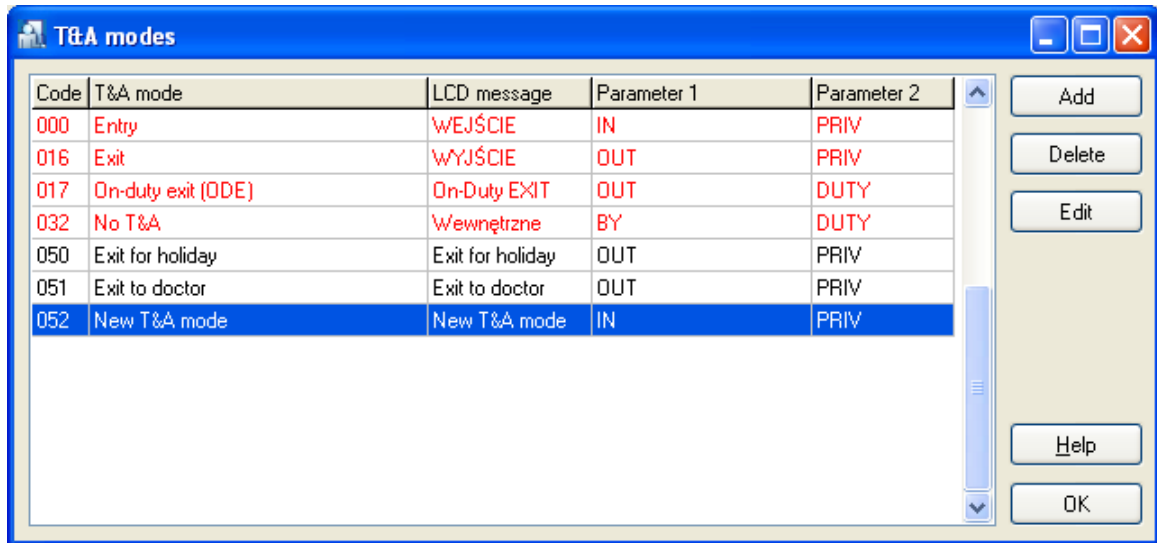 T&A modes
Code T&A mode LCD message Parameter 1 Parameter 2
000 Entry WEJŚCIE IN PRIV
016 Exit WYJŚCIE OUT PRIV
017 On-duty exit (ODE) On-Duty EXIT OUT DUTY
032 No T&A Wewnętrzne BY DUTY
050 Exit for holiday Exit for holiday OUT PRIV
051 Exit to doctor Exit to doctor OUT PRIV
052 New T&A mode New T&A mode IN PRIV
Add
Delete
Edit
Help
OK